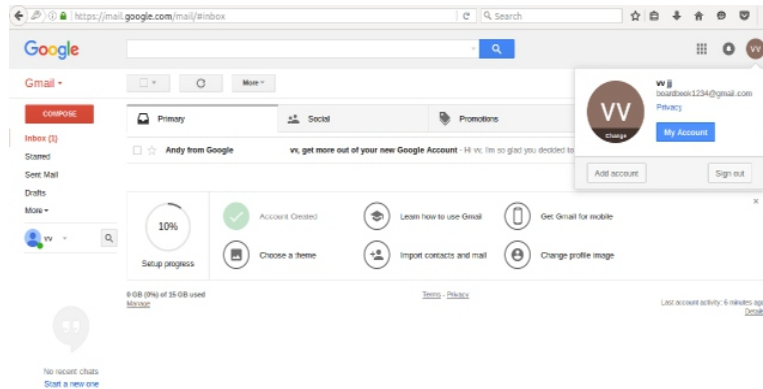 https://mail.google.com/mail/#inbox
Search
Google
Gmail
More
VV
vv jj
boardbook1234@gmail.com
Privacy
My Account
VV
Change
Add account
Sign out
COMPOSE
Primary
Social
Promotions
Inbox (1)
Starred
Sent Mail
Drafts
More
Andy from Google
vv, get more out of your new Google Account - Hi vv, I'm so glad you decided to
vv
10%
Setup progress
Account Created
Learn how to use Gmail
Get Gmail for mobile
Choose a theme
Import contacts and mail
Change profile image
0 GB (0%) of 15 GB used
Manage
Terms - Privacy
Last account activity: 6 minutes ago
Details
No recent chats
Start a new one